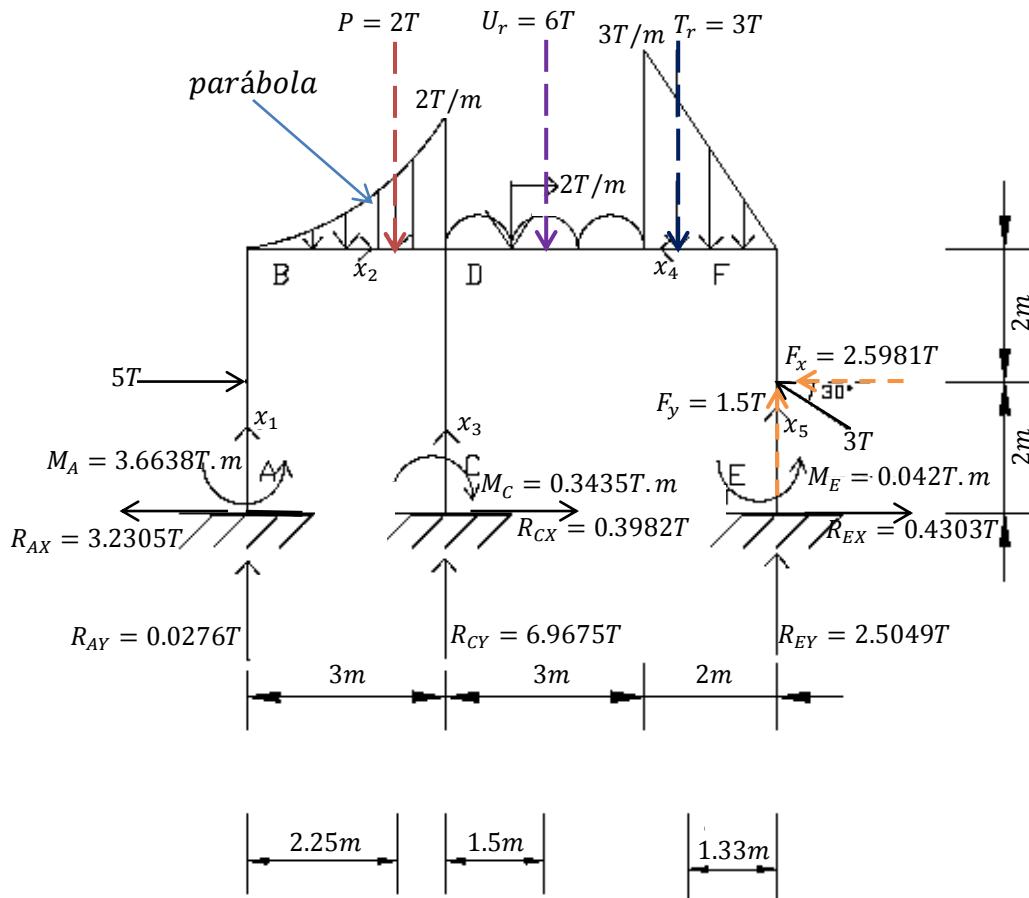 P = 2T
U_r = 6T
3T/m
T_r = 3T
parábola
2T/m
2T/m
x_2
x_4
B
D
F
2m
5T
F_x = 2.5981T
30°
F_y = 1.5T
x_1
x_3
x_5
3T
2m
M_A = 3.6638T.m
A
C
M_C = 0.3435T.m
E
M_E = 0.042T.m
R_AX = 3.2305T
R_CX = 0.3982T
R_EX = 0.4303T
R_AY = 0.0276T
R_CY = 6.9675T
R_EY = 2.5049T
3m
3m
2m
2.25m
1.5m
1.33m